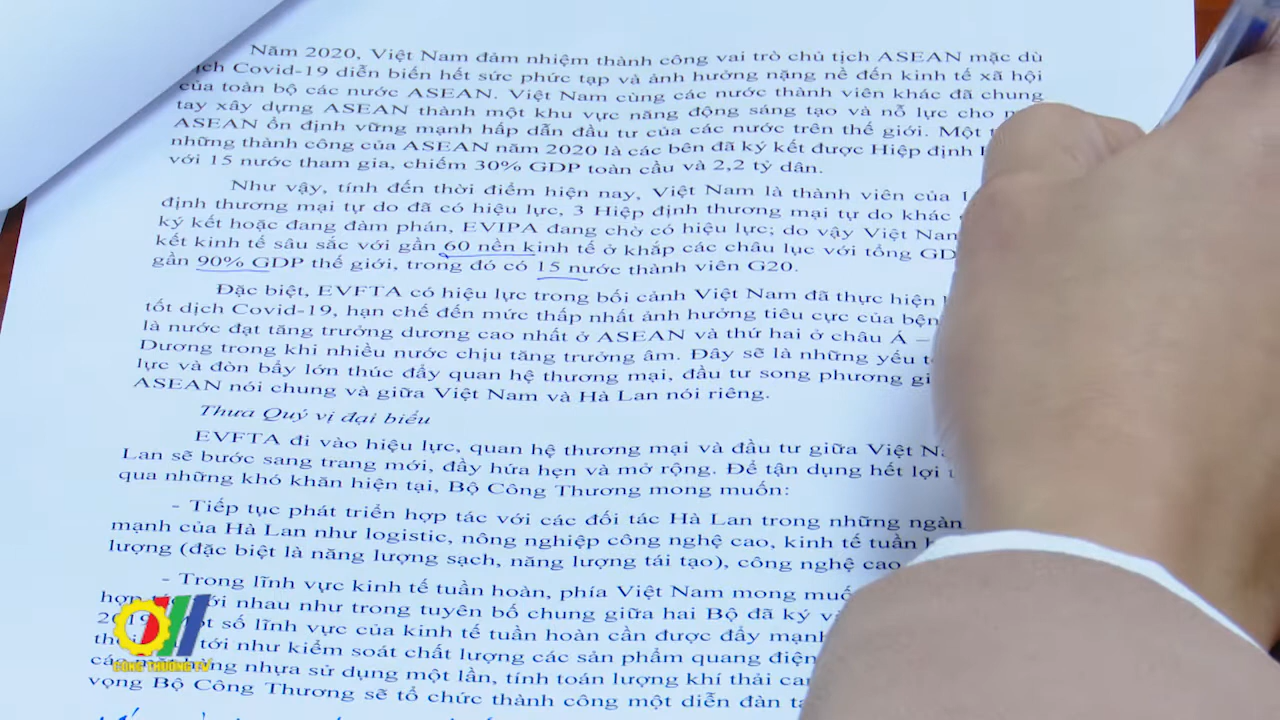 Năm 2020, Việt Nam đảm nhiệm thành công vai trò chủ tịch ASEAN mặc dù
dịch Covid-19 diễn biến hết sức phức tạp và ảnh hưởng nặng nề đến kinh tế xã hội
của toàn bộ các nước ASEAN. Việt Nam cùng các nước thành viên khác đã chung
tay xây dựng ASEAN thành một khu vực năng động sáng tạo và nỗ lực cho
ASEAN ổn định vững mạnh hấp dẫn đầu tư của các nước trên thế giới. Một
những thành công của ASEAN năm 2020 là các bên đã ký kết được Hiệp định
với 15 nước tham gia, chiếm 30% GDP toàn cầu và 2,2 tỷ dân.
Như vậy, tính đến thời điểm hiện nay, Việt Nam là thành viên của
định thương mại tự do đã có hiệu lực, 3 Hiệp định thương mại tự do khác
ký kết hoặc đang đàm phán, EVIPA đang chờ có hiệu lực; do vậy Việt Nam
kết kinh tế sâu sắc với gần 60 nền kinh tế ở khắp các châu lục với tổng GD
gần 90% GDP thế giới, trong đó có 15 nước thành viên G20.
Đặc biệt, EVFTA có hiệu lực trong bối cảnh Việt Nam đã thực hiện
tốt dịch Covid-19, hạn chế đến mức thấp nhất ảnh hưởng tiêu cực của bện
là nước đạt tăng trưởng dương cao nhất ở ASEAN và thứ hai ở châu Á –
Dương trong khi nhiều nước chịu tăng trưởng âm. Đây sẽ là những yếu
lực và đòn bẩy lớn thúc đẩy quan hệ thương mại, đầu tư song phương gi
ASEAN nói chung và giữa Việt Nam và Hà Lan nói riêng.
Thưa Quý vị đại biểu
EVFTA đi vào hiệu lực, quan hệ thương mại và đầu tư giữa Việt
Lan sẽ bước sang trang mới, đầy hứa hẹn và mở rộng. Để tận dụng hết lợi
qua những khó khăn hiện tại, Bộ Công Thương mong muốn:
- Tiếp tục phát triển hợp tác với các đối tác Hà Lan trong những ngàn
mạnh của Hà Lan như logistic, nông nghiệp công nghệ cao, kinh tế tuần
lượng (đặc biệt là năng lượng sạch, năng lượng tái tạo), công nghệ cao
- Trong lĩnh vực kinh tế tuần hoàn, phía Việt Nam mong muố
hợp với nhau như trong tuyên bố chung giữa hai Bộ đã ký
số lĩnh vực của kinh tế tuần hoàn cần được đẩy mạnh
tới như kiểm soát chất lượng các sản phẩm quang điện
nhựa sử dụng một lần, tính toán lượng khí thải
vọng Bộ Công Thương sẽ tổ chức thành công một diễn đàn
CÔNG THƯƠNG TV